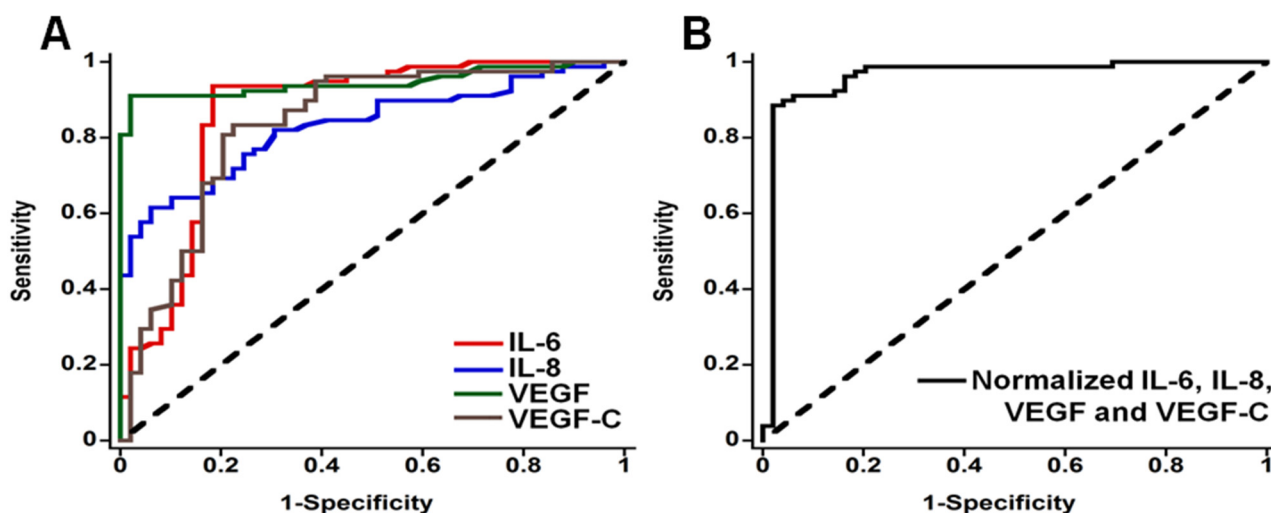 A
1
0.8
0.6
0.4
0.2
0
Sensitivity
IL-6
IL-8
VEGF
VEGF-C
0 0.2 0.4 0.6 0.8 1
1-Specificity
B
1
0.8
0.6
0.4
0.2
0
Sensitivity
Normalized IL-6, IL-8,
VEGF and VEGF-C
0 0.2 0.4 0.6 0.8 1
1-Specificity